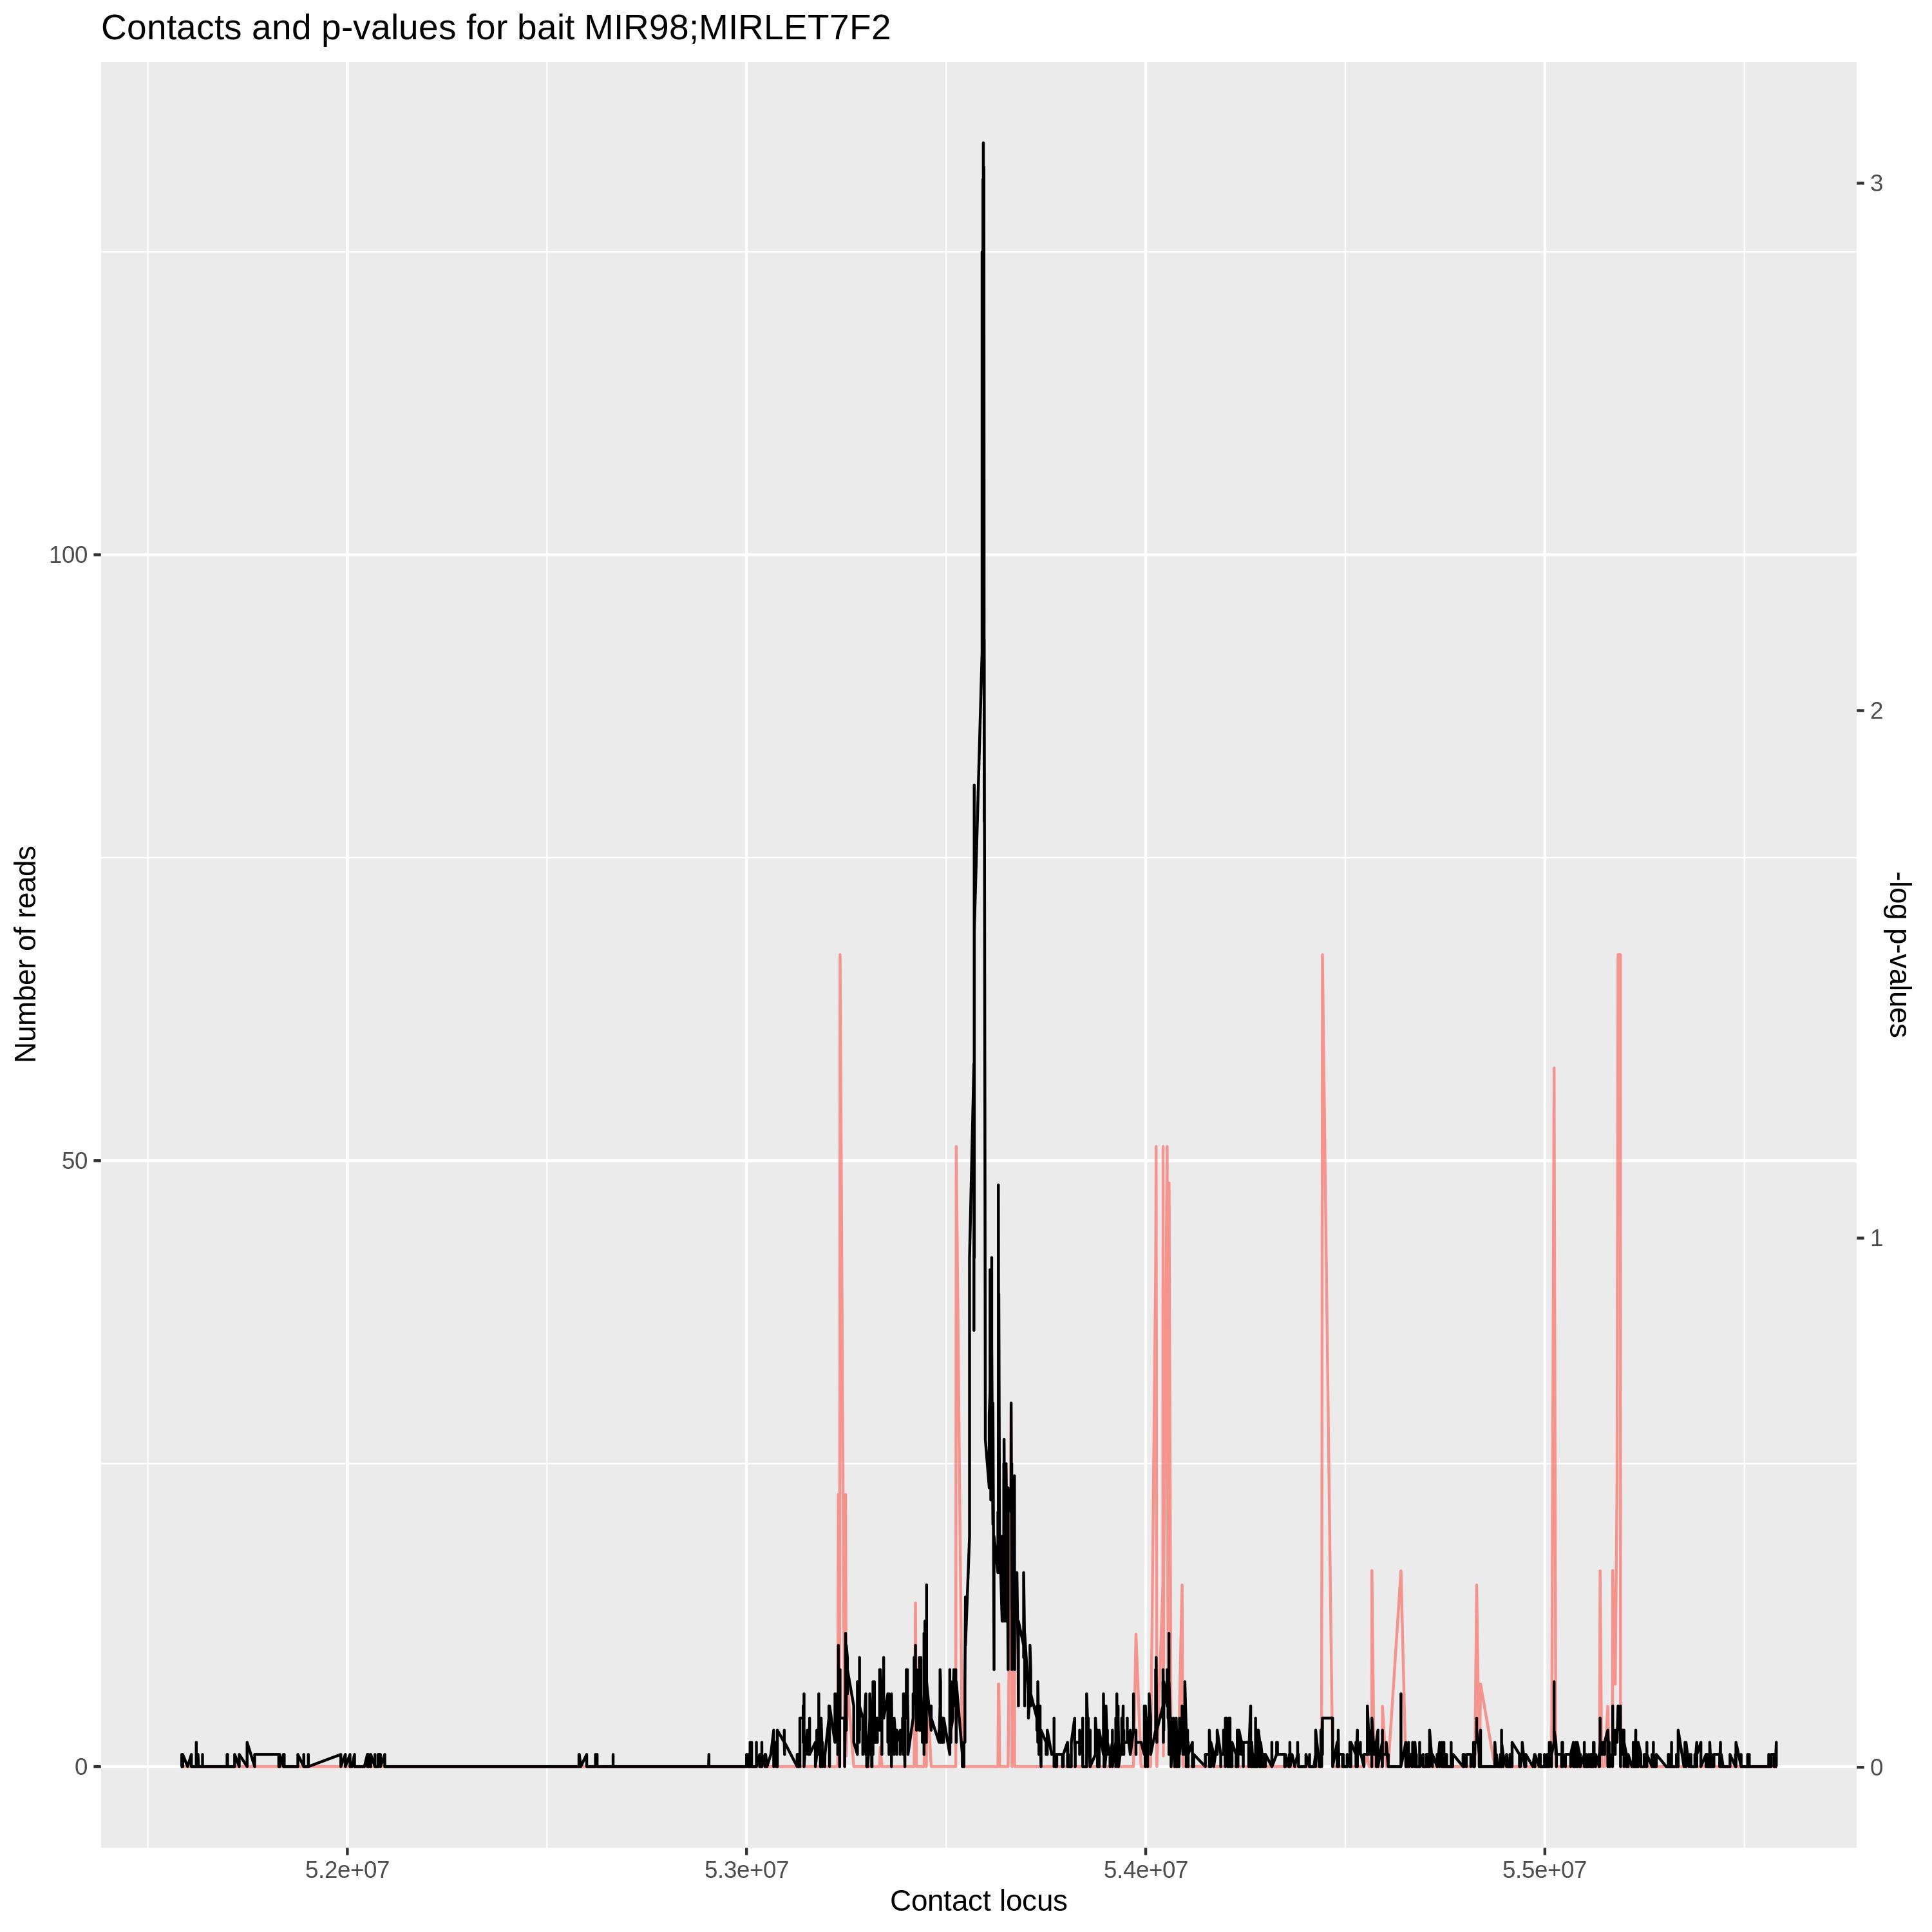 Contacts and p-values for bait MIR98;MIRLET7F2
Number of reads
100
50
0
3
2
1
0
-log p-values
5.2e+07
5.3e+07
5.4e+07
5.5e+07
Contact locus